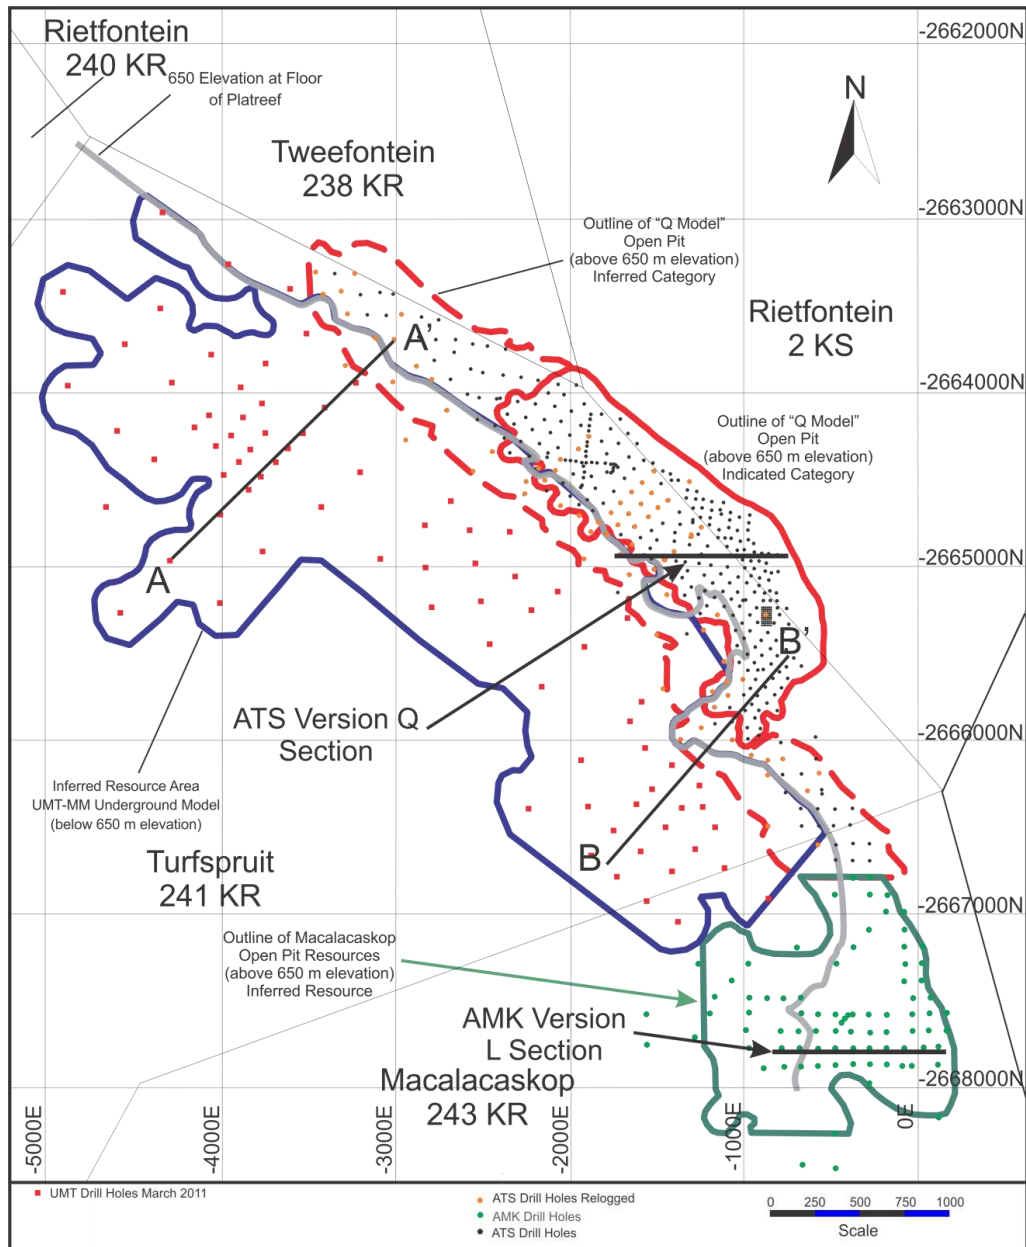 Rietfontein
240 KR
650 Elevation at Floor
of Platreef
-2662000N
N
Tweefontein
238 KR
-2663000N
Outline of “Q Model”
Open Pit
(above 650 m elevation)
Inferred Category
Rietfontein
2 KS
A'
-2664000N
Outline of “Q Model”
Open Pit
(above 650 m elevation)
Indicated Category
-2665000N
A
B'
ATS Version Q
Section
-2666000N
Inferred Resource Area
UMT-MM Underground Model
(below 650 m elevation)
B
Turfspruit
241 KR
-2667000N
Outline of Macalacaskop
Open Pit Resources
(above 650 m elevation)
Inferred Resource
AMK Version
L Section
Macalacaskop
243 KR
-2668000N
-5000E
-4000E
-3000E
-2000E
-1000E
0E
UMT Drill Holes March 2011
ATS Drill Holes Relogged
AMK Drill Holes
ATS Drill Holes
0 250 500 750 1000
Scale